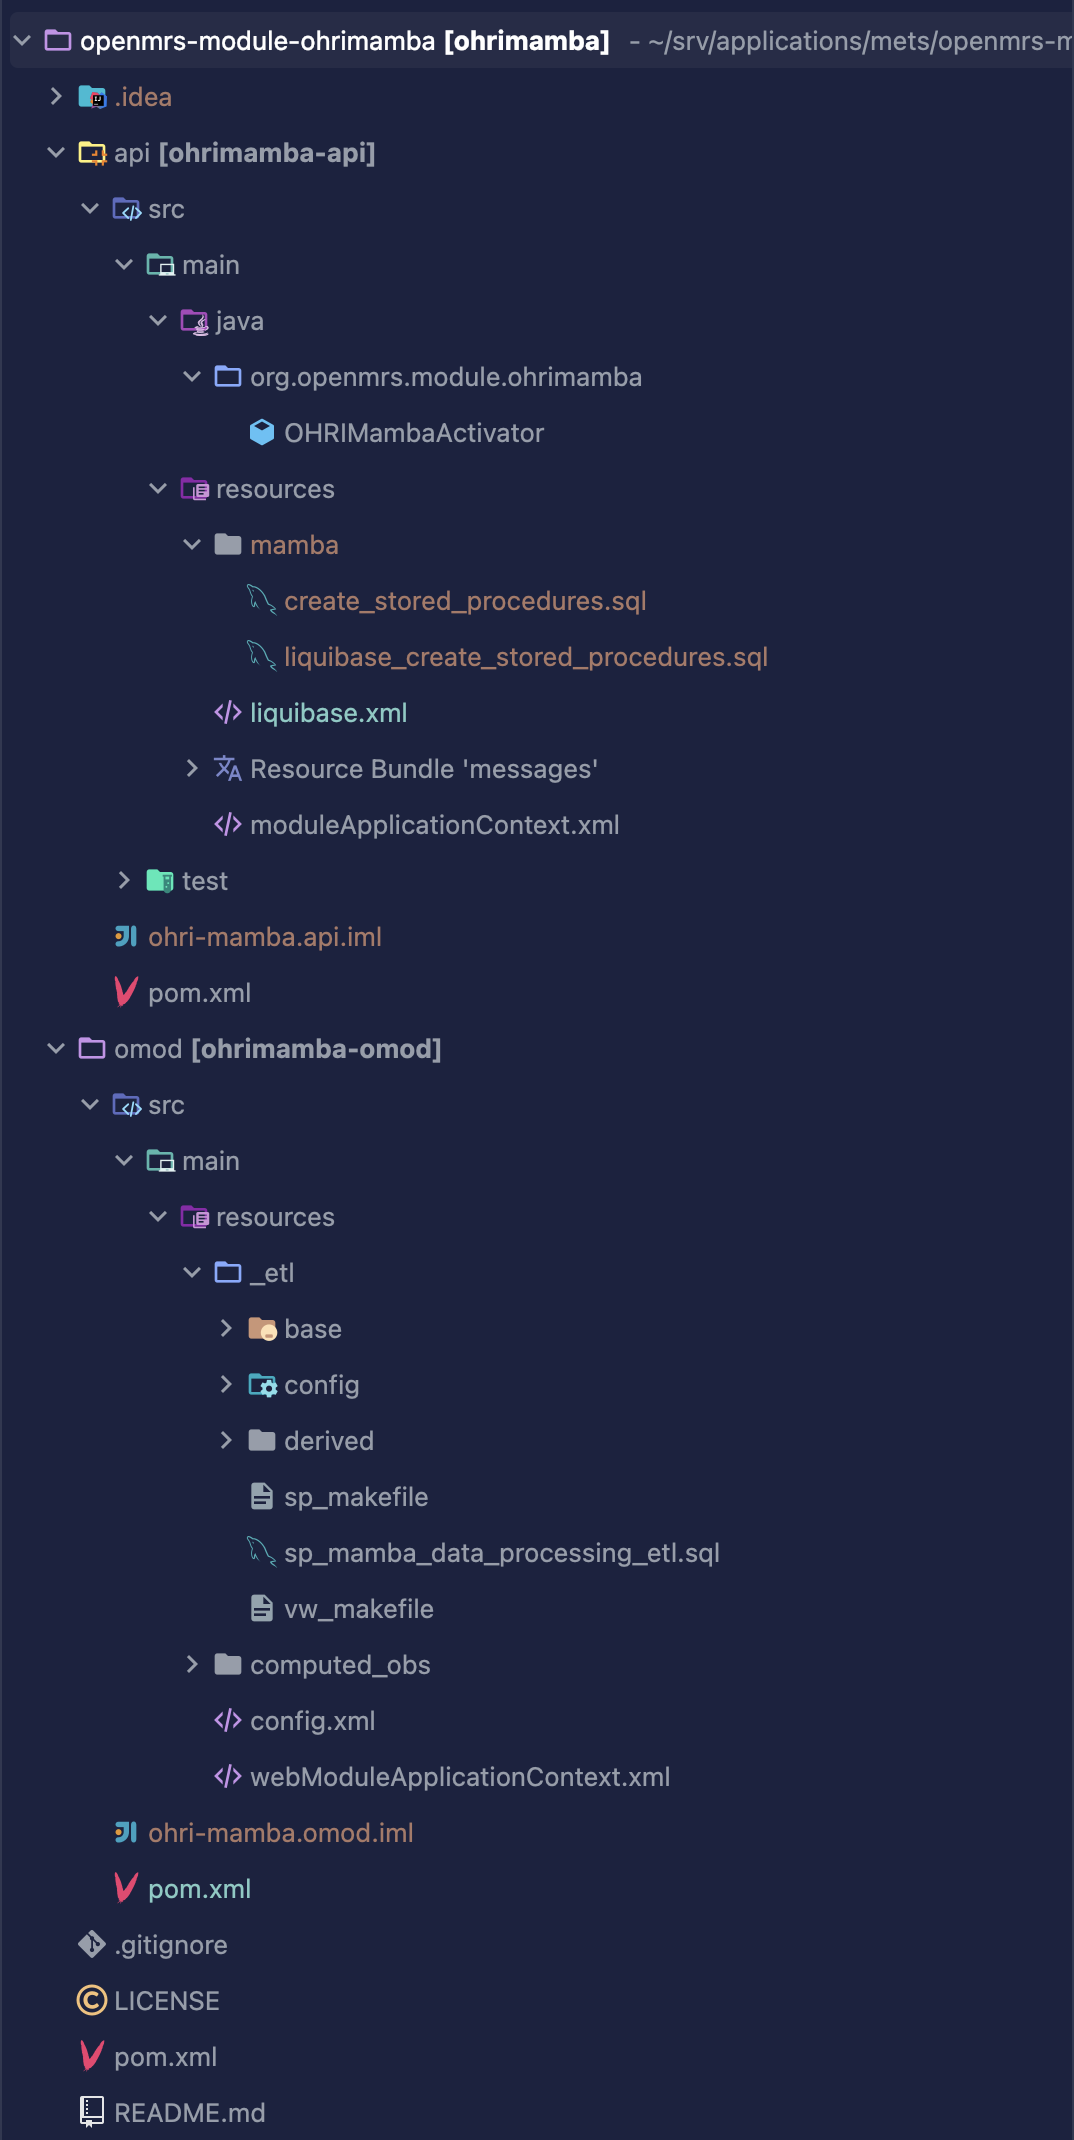 openmrs-module-ohrimamba [ohrimamba] - ~/srv/applications/mets/openmrs-m
.idea
api [ohrimamba-api]
src
main
java
org.openmrs.module.ohrimamba
OHRIMambaActivator
resources
mamba
create_stored_procedures.sql
liquibase_create_stored_procedures.sql
liquibase.xml
Resource Bundle 'messages'
moduleApplicationContext.xml
test
ohri-mamba.api.iml
pom.xml
omod [ohrimamba-omod]
src
main
resources
_etl
base
config
derived
sp_makefile
sp_mamba_data_processing_etl.sql
vw_makefile
computed_obs
config.xml
webModuleApplicationContext.xml
ohri-mamba.omod.iml
pom.xml
.gitignore
LICENSE
pom.xml
README.md